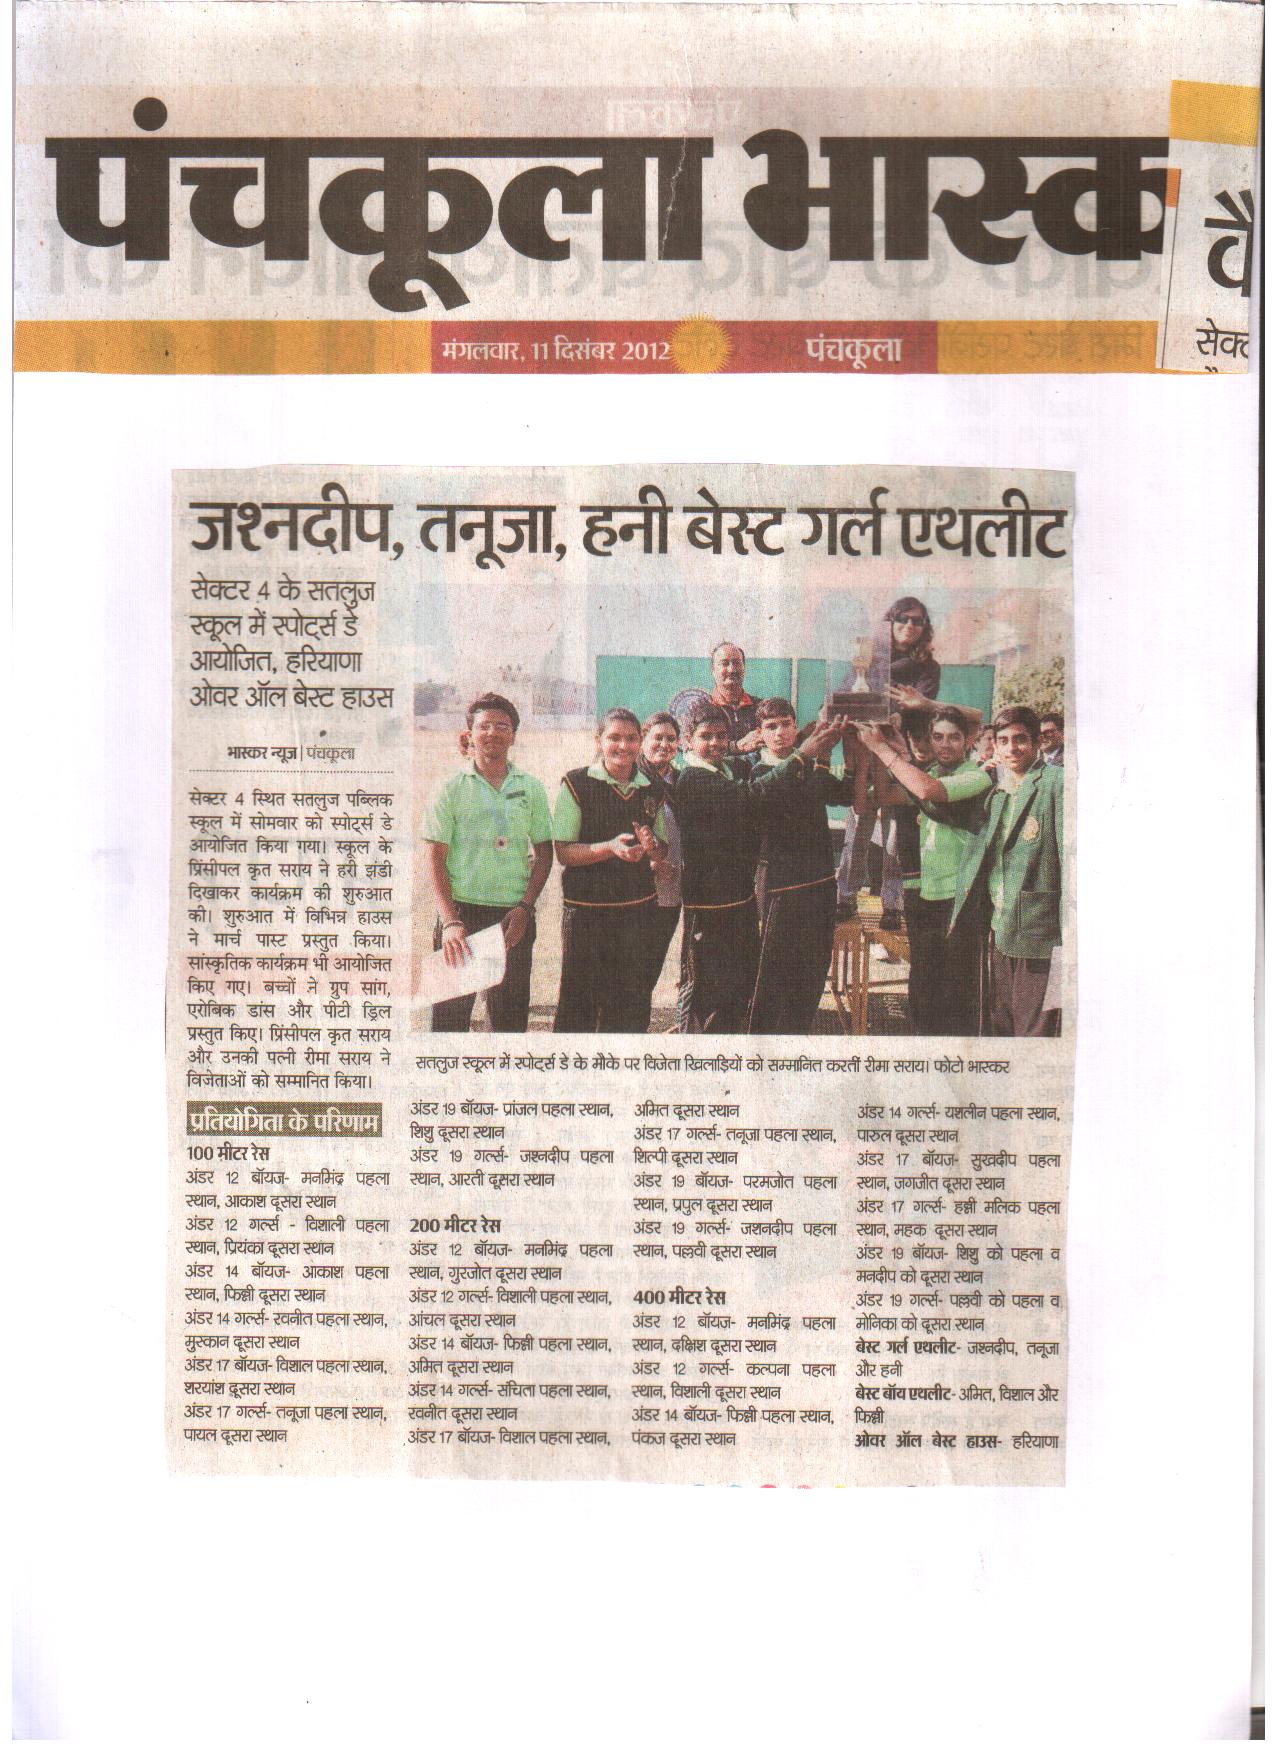 पंचकूला भास्क
वै
सेक्ट
मंगलवार, 11 दिसंबर 2012
पंचकूला
जश्नदीप, तनूजा, हनी बेस्ट गर्ल एथलीट
सेक्टर 4 के सतलुज
स्कूल में स्पोर्ट्स डे
आयोजित, हरियाणा
ओवर ऑल बेस्ट हाउस
भास्कर न्यूज | पंचकूला
सेक्टर 4 स्थित सतलुज पब्लिक
स्कूल में सोमवार को स्पोर्ट्स डे
आयोजित किया गया। स्कूल के
प्रिंसीपल कृत सराय ने हरी झंडी
दिखाकर कार्यक्रम की शुरुआत
की। शुरुआत में विभिन्न हाउस
ने मार्च पास्ट प्रस्तुत किया।
सांस्कृतिक कार्यक्रम भी आयोजित
किए गए। बच्चों ने ग्रुप सांग,
एरोबिक डांस और पीटी ड्रिल
प्रस्तुत किए। प्रिंसीपल कृत सराय
और उनकी पत्नी रीमा सराय ने
विजेताओं को सम्मानित किया।
सतलुज स्कूल में स्पोर्ट्स डे के मौके पर विजेता खिलाड़ियों को सम्मानित करतीं रीमा सराय। फोटो भास्कर
प्रतियोगिता के परिणाम
100 मीटर रेस
अंडर 12 बॉयज- मनमिंद्र पहला
स्थान, आकाश दूसरा स्थान
अंडर 12 गर्ल्स - विशाली पहला
स्थान, प्रियंका दूसरा स्थान
अंडर 14 बॉयज- आकाश पहला
स्थान, फिन्नी दूसरा स्थान
अंडर 14 गर्ल्स- रवनीत पहला स्थान,
मुस्कान दूसरा स्थान
अंडर 17 बॉयज- विशाल पहला स्थान,
शरयांश दूसरा स्थान
अंडर 17 गर्ल्स- तनूजा पहला स्थान,
पायल दूसरा स्थान
अंडर 19 बॉयज- प्रांजल पहला स्थान,
शिशु दूसरा स्थान
अंडर 19 गर्ल्स- जश्नदीप पहला
स्थान, आरती दूसरा स्थान
200 मीटर रेस
अंडर 12 बॉयज- मनमिंद्र पहला
स्थान, गुरजोत दूसरा स्थान
अंडर 12 गर्ल्स- विशाली पहला स्थान,
आंचल दूसरा स्थान
अंडर 14 बॉयज- फिन्नी पहला स्थान,
अमित दूसरा स्थान
अंडर 14 गर्ल्स- संचिता पहला स्थान,
रवनीत दूसरा स्थान
अंडर 17 बॉयज- विशाल पहला स्थान,
अमित दूसरा स्थान
अंडर 17 गर्ल्स- तनूजा पहला स्थान,
शिल्पी दूसरा स्थान
अंडर 19 बॉयज- परमजोत पहला
स्थान, प्रपुल दूसरा स्थान
अंडर 19 गर्ल्स- जशनदीप पहला
स्थान, पल्लवी दूसरा स्थान
400 मीटर रेस
अंडर 12 बॉयज- मनमिंद्र पहला
स्थान, दक्षिश दूसरा स्थान
अंडर 12 गर्ल्स- कल्पना पहला
स्थान, विशाली दूसरा स्थान
अंडर 14 बॉयज- फिन्नी पहला स्थान,
पंकज दूसरा स्थान
अंडर 14 गर्ल्स- यशलीन पहला स्थान,
पारुल दूसरा स्थान
अंडर 17 बॉयज- सुखदीप पहला
स्थान, जगजीत दूसरा स्थान
अंडर 17 गर्ल्स- हन्नी मलिक पहला
स्थान, महक दूसरा स्थान
अंडर 19 बॉयज- शिशु को पहला व
मनदीप को दूसरा स्थान
अंडर 19 गर्ल्स- पल्लवी को पहला व
मोनिका को दूसरा स्थान
बेस्ट गर्ल एथलीट- जश्नदीप, तनूजा
और हनी
बेस्ट बॉय एथलीट- अमित, विशाल और
फिन्नी
ओवर ऑल बेस्ट हाउस- हरियाणा